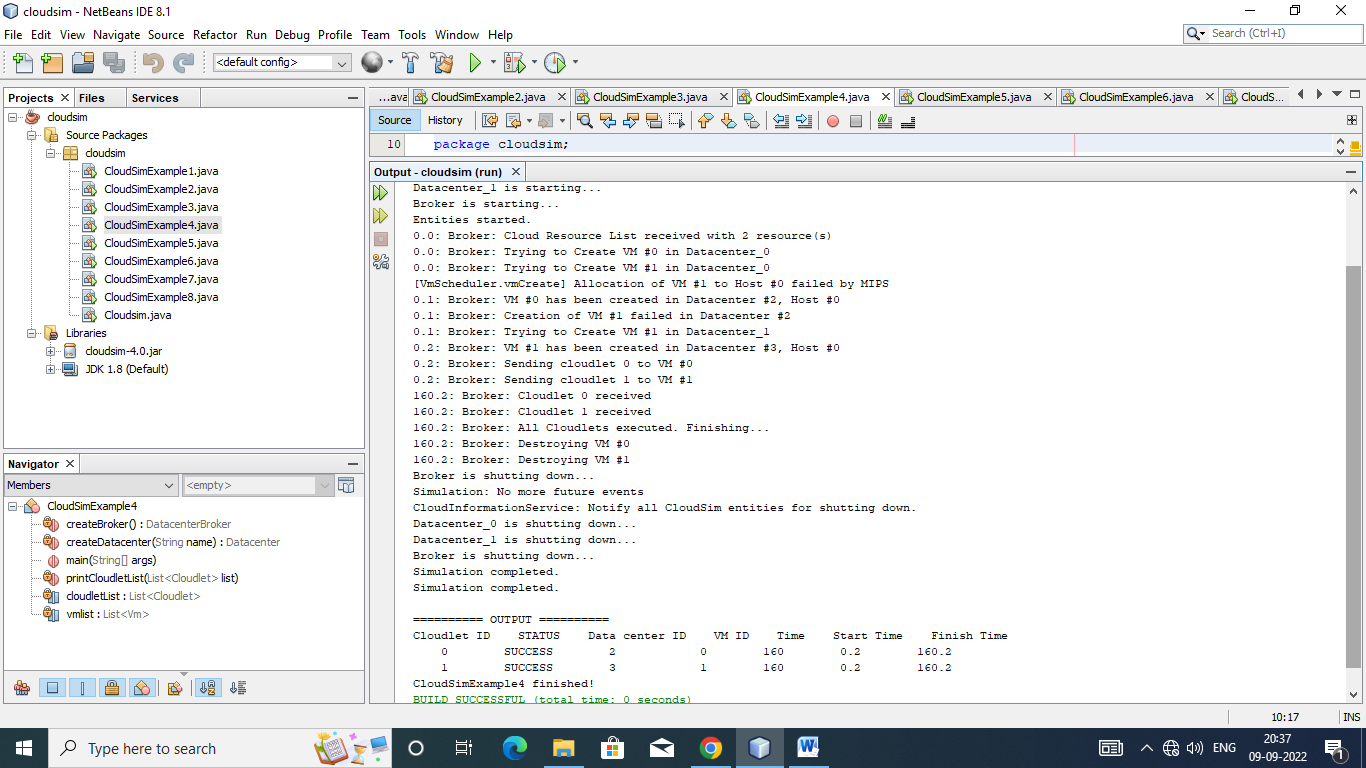 cloudsim - NetBeans IDE 8.1
File Edit View Navigate Source Refactor Run Debug Profile Team Tools Window Help
Search (Ctrl+I)
<default config>
Projects Files Services
cloudsim
Source Packages
cloudsim
CloudSimExample1.java
CloudSimExample2.java
CloudSimExample3.java
CloudSimExample4.java
CloudSimExample5.java
CloudSimExample6.java
CloudSimExample7.java
CloudSimExample8.java
Cloudsim.java
Libraries
cloudsim-4.0.jar
JDK 1.8 (Default)
Navigator
Members <empty>
CloudSimExample4
createBroker() : DatacenterBroker
createDatacenter(String name) : Datacenter
main(String[] args)
printCloudletList(List<Cloudlet> list)
cloudletList : List<Cloudlet>
vmlist : List<Vm>
...ava CloudSimExample2.java CloudSimExample3.java CloudSimExample4.java CloudSimExample5.java CloudSimExample6.java CloudS...
Source History
10 package cloudsim;
Output - cloudsim (run)
Datacenter_1 is starting...
Broker is starting...
Entities started.
0.0: Broker: Cloud Resource List received with 2 resource(s)
0.0: Broker: Trying to Create VM #0 in Datacenter_0
0.0: Broker: Trying to Create VM #1 in Datacenter_0
[VmScheduler.vmCreate] Allocation of VM #1 to Host #0 failed by MIPS
0.1: Broker: VM #0 has been created in Datacenter #2, Host #0
0.1: Broker: Creation of VM #1 failed in Datacenter #2
0.1: Broker: Trying to Create VM #1 in Datacenter_1
0.2: Broker: VM #1 has been created in Datacenter #3, Host #0
0.2: Broker: Sending cloudlet 0 to VM #0
0.2: Broker: Sending cloudlet 1 to VM #1
160.2: Broker: Cloudlet 0 received
160.2: Broker: Cloudlet 1 received
160.2: Broker: All Cloudlets executed. Finishing...
160.2: Broker: Destroying VM #0
160.2: Broker: Destroying VM #1
Broker is shutting down...
Simulation: No more future events
CloudInformationService: Notify all CloudSim entities for shutting down.
Datacenter_0 is shutting down...
Datacenter_1 is shutting down...
Broker is shutting down...
Simulation completed.
Simulation completed.
========== OUTPUT ==========
Cloudlet ID STATUS Data center ID VM ID Time Start Time Finish Time
0 SUCCESS 2 0 160 0.2 160.2
1 SUCCESS 3 1 160 0.2 160.2
CloudSimExample4 finished!
BUILD SUCCESSFUL (total time: 0 seconds)
10:17 INS
Type here to search
ENG
20:37
09-09-2022
1